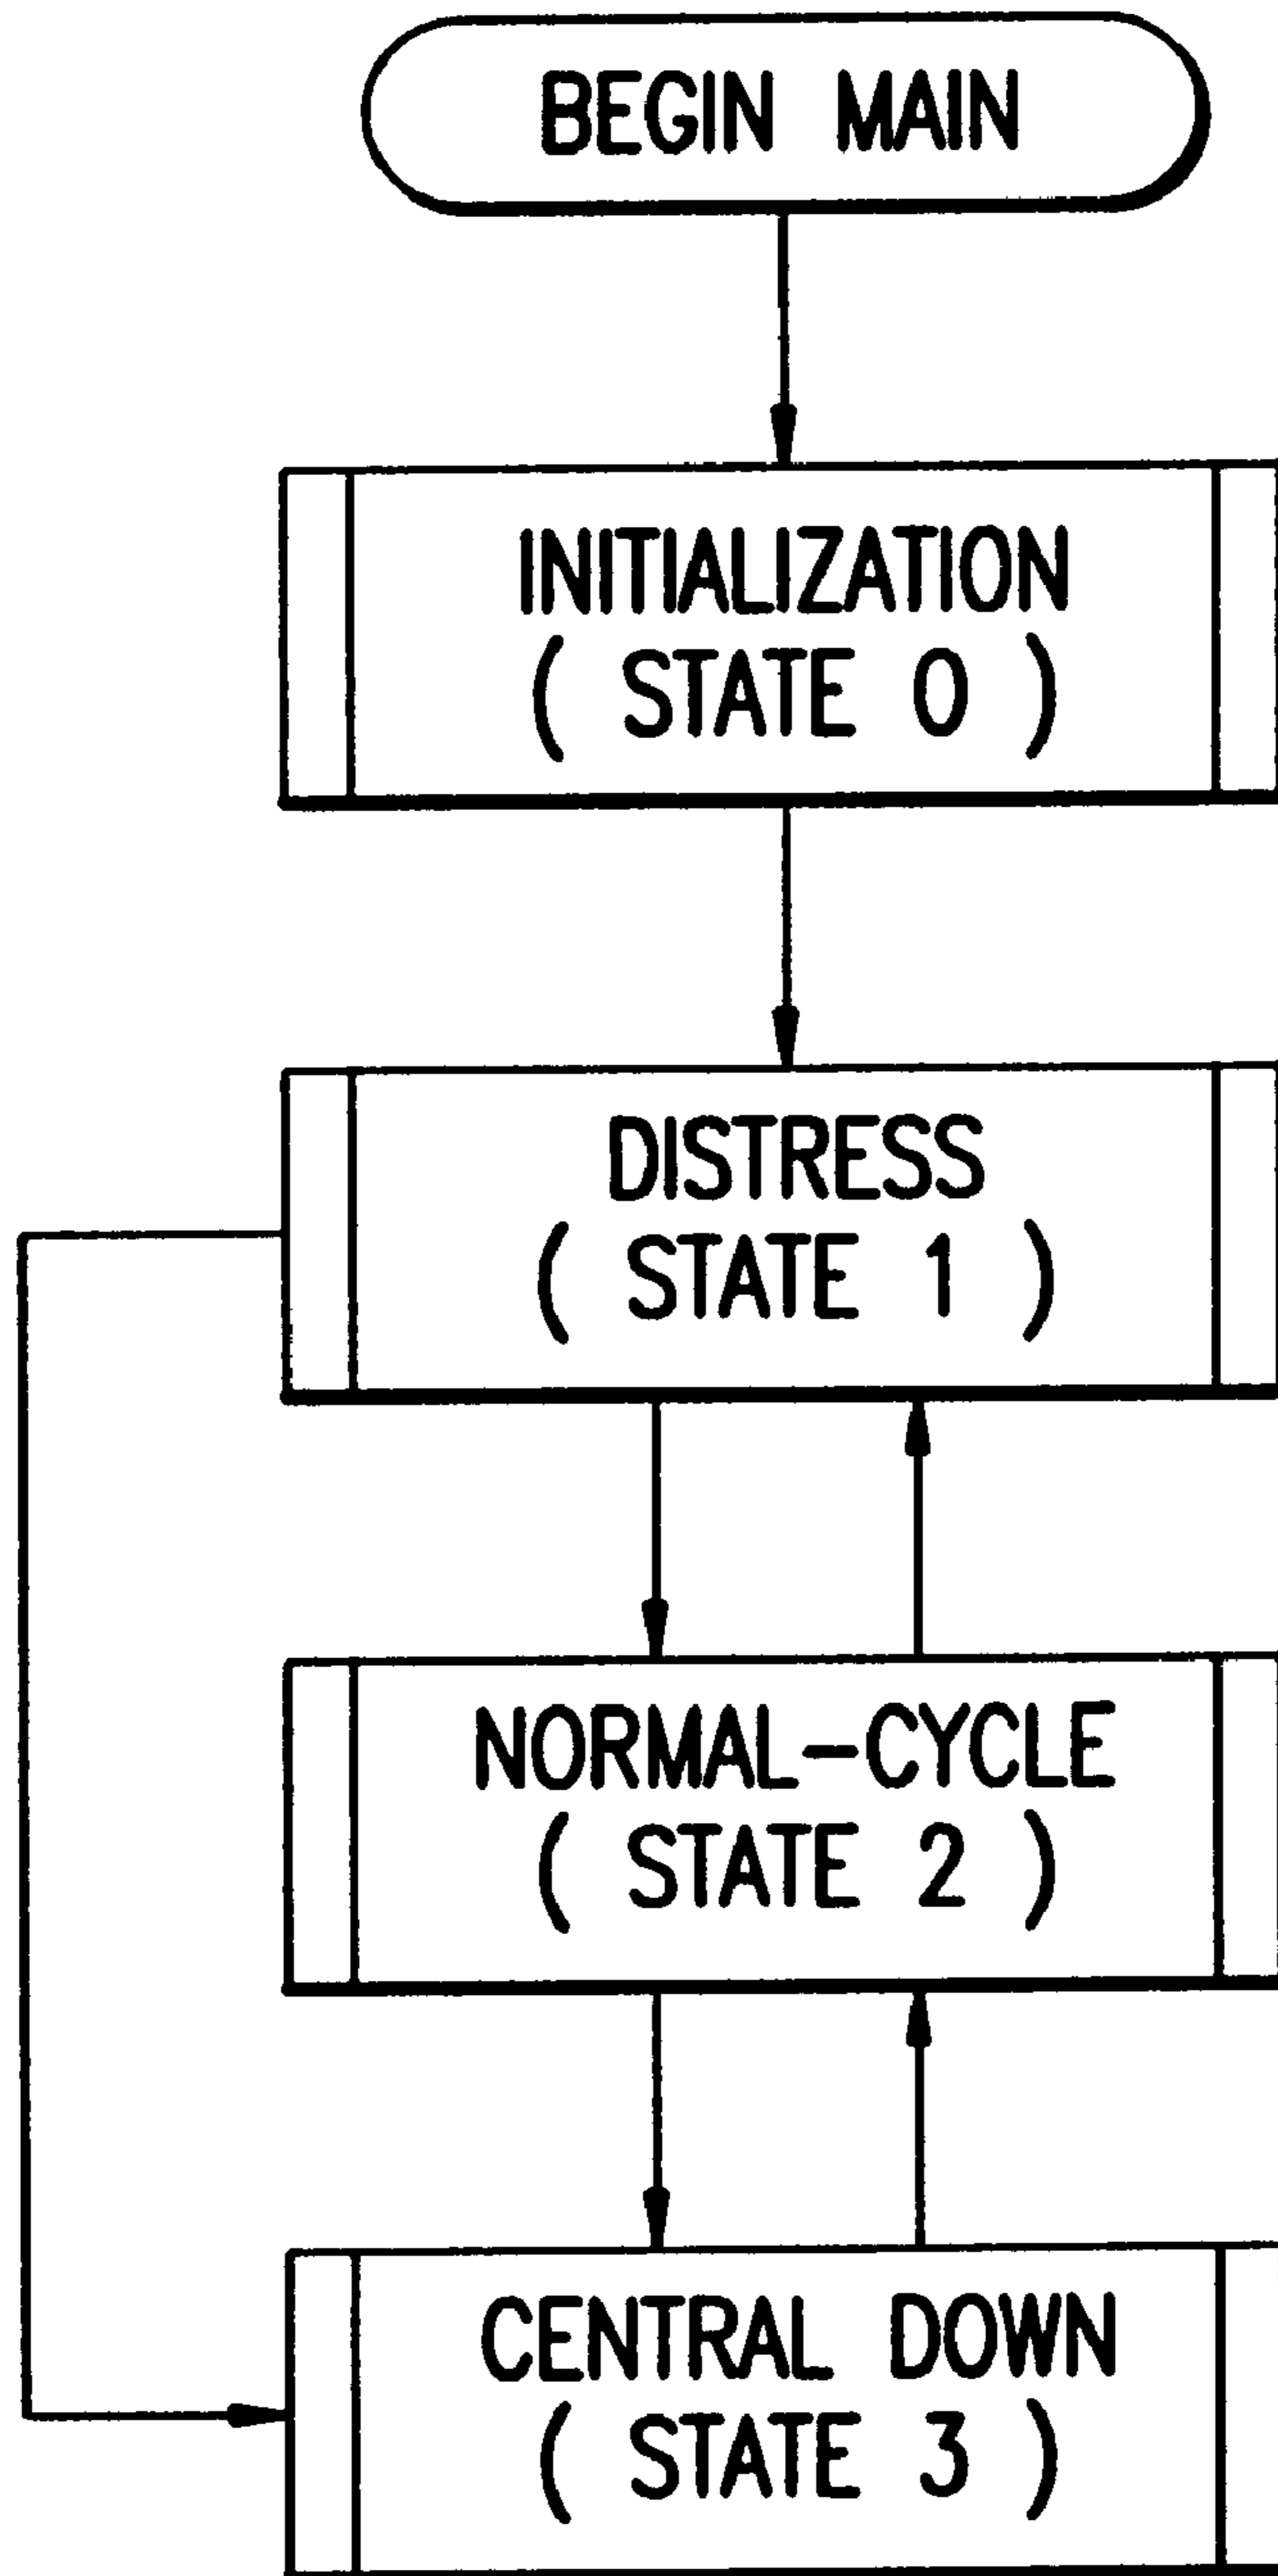 BEGIN MAIN
INITIALIZATION
( STATE 0 )
DISTRESS
( STATE 1 )
NORMAL-CYCLE
( STATE 2 )
CENTRAL DOWN
( STATE 3 )